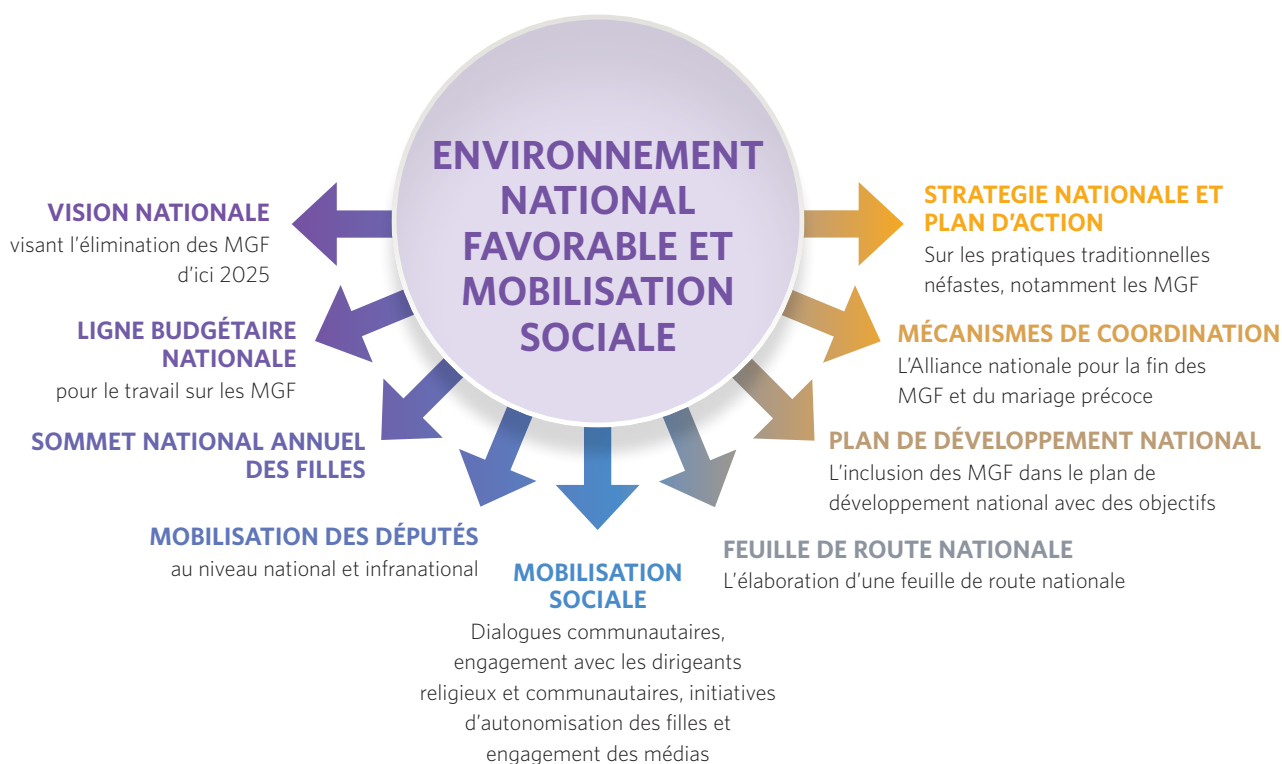 ENVIRONNEMENT
NATIONAL
FAVORABLE ET
MOBILISATION
SOCIALE
VISION NATIONALE
visant l'élimination des MGF
d'ici 2025
LIGNE BUDGÉTAIRE
NATIONALE
pour le travail sur les MGF
SOMMET NATIONAL ANNUEL
DES FILLES
MOBILISATION DES DÉPUTÉS
au niveau national et infranational
MOBILISATION
SOCIALE
Dialogues communautaires,
engagement avec les dirigeants
religieux et communautaires, initiatives
d'autonomisation des filles et
engagement des médias
FEUILLE DE ROUTE NATIONALE
L'élaboration d'une feuille de route nationale
PLAN DE DÉVELOPPEMENT NATIONAL
L'inclusion des MGF dans le plan de
développement national avec des objectifs
MÉCANISMES DE COORDINATION
L'Alliance nationale pour la fin des
MGF et du mariage précoce
STRATEGIE NATIONALE ET
PLAN D'ACTION
Sur les pratiques traditionnelles
néfastes, notamment les MGF